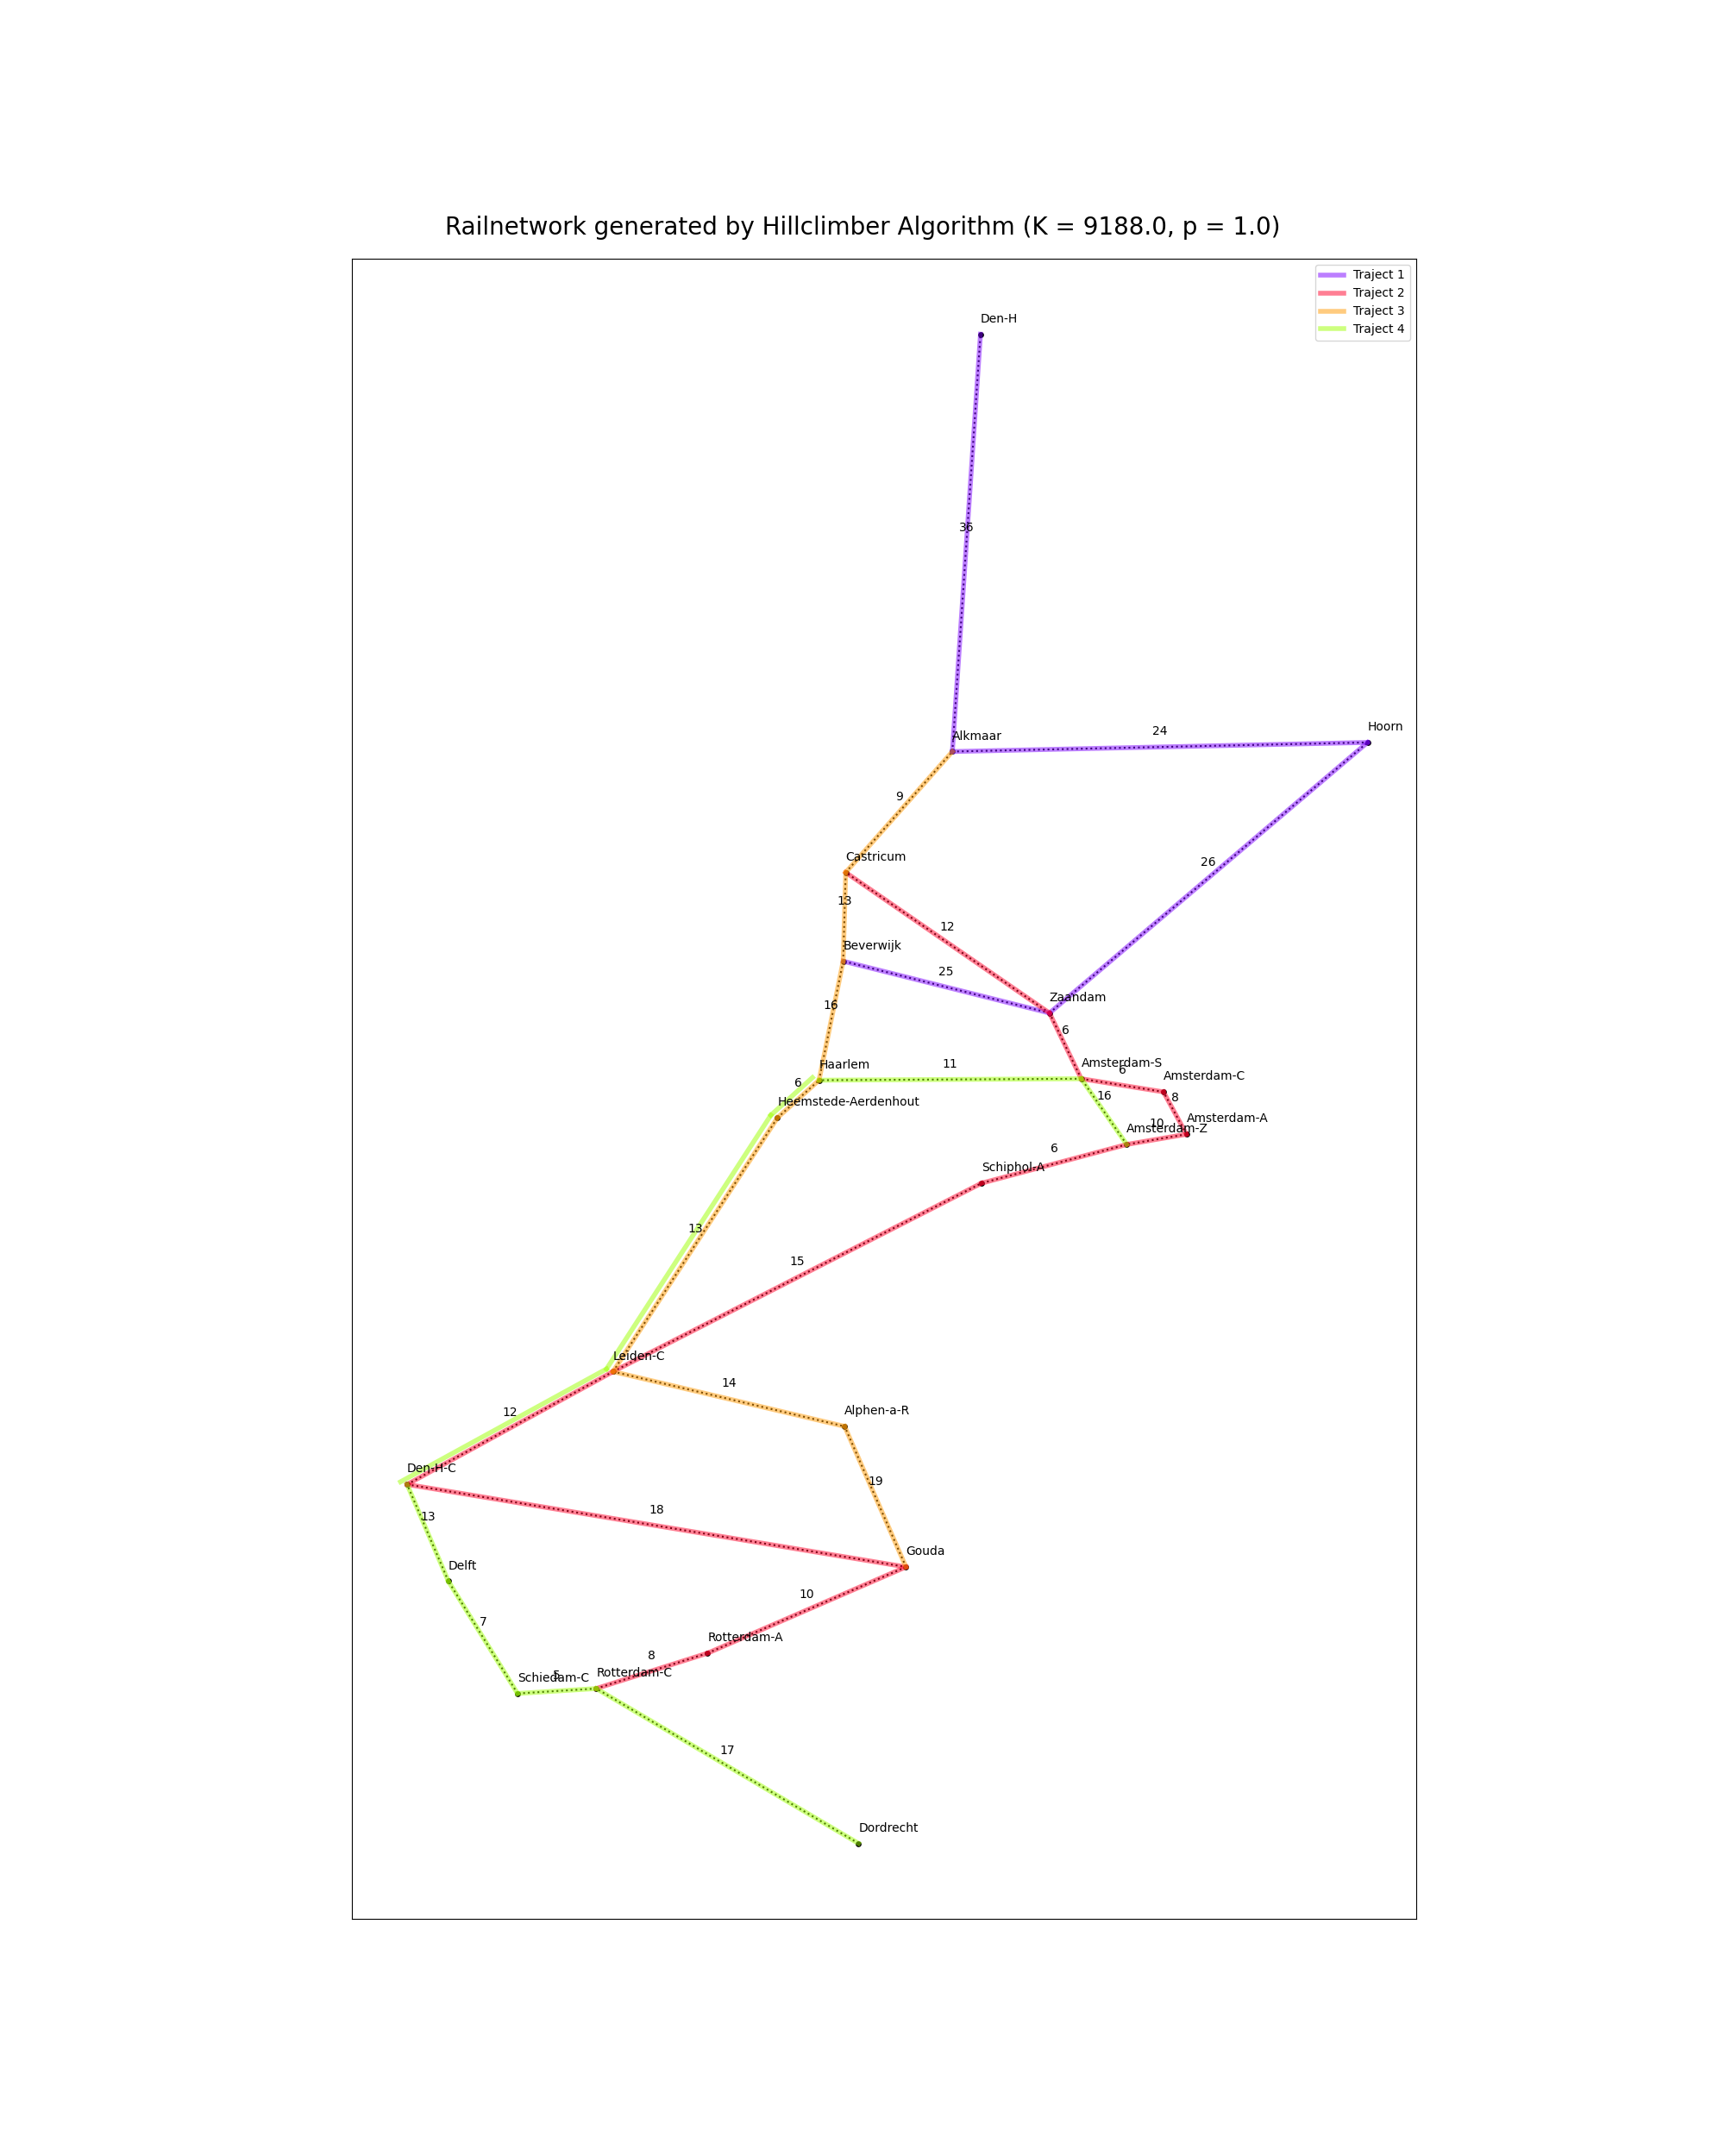 Railnetwork generated by Hillclimber Algorithm (K = 9188.0, p = 1.0)
Traject 1
Traject 2
Traject 3
Traject 4
Den-H
36
Hoorn
24
Alkmaar
9
Castricum
26
13
12
Beverwijk
25
Zaandam
16
6
Haarlem
11
Amsterdam-S
6
Amsterdam-C
6
16
8
Heemstede-Aerdenhout
Amsterdam-A
10
Amsterdam-Z
6
Schiphol-A
13
15
Leiden-C
14
12
Alphen-a-R
Den-H-C
19
18
13
Gouda
Delft
10
7
Rotterdam-A
8
Rotterdam-C
5
Schiedam-C
17
Dordrecht